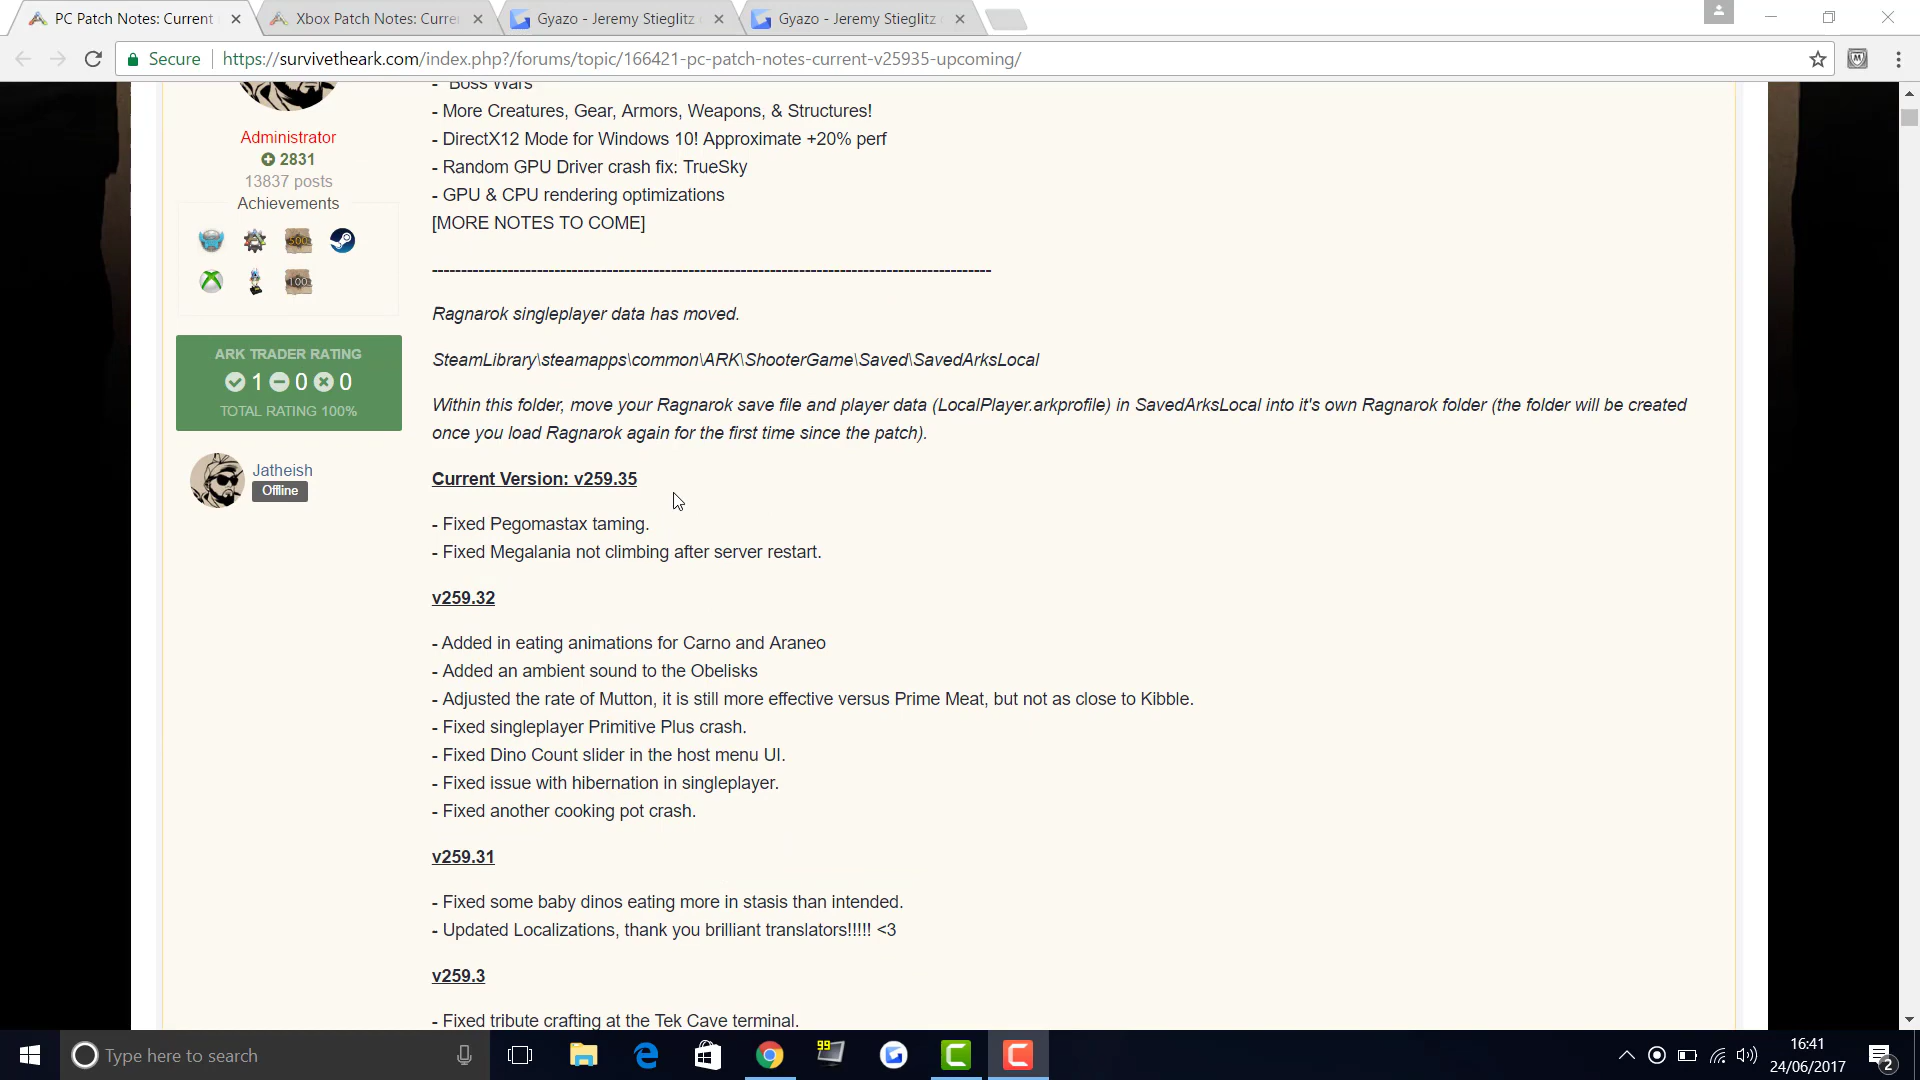 PC Patch Notes: Current
Xbox Patch Notes: Curre
Gyazo - Jeremy Stieglitz
Gyazo - Jeremy Stieglitz
Secure
https://survivetheark.com/index.php?/forums/topic/166421-pc-patch-notes-current-v25935-upcoming/
- Boss Wars
- More Creatures, Gear, Armors, Weapons, & Structures!
- DirectX12 Mode for Windows 10! Approximate +20% perf
- Random GPU Driver crash fix: TrueSky
- GPU & CPU rendering optimizations
[MORE NOTES TO COME]
Administrator
2831
13837 posts
Achievements
500
100
ARK TRADER RATING
1 0 0
TOTAL RATING 100%
Jatheish
Offline
------------------------------------------------------------------------------------------------
Ragnarok singleplayer data has moved.
SteamLibrary\steamapps\common\ARK\ShooterGame\Saved\SavedArksLocal
Within this folder, move your Ragnarok save file and player data (LocalPlayer.arkprofile) in SavedArksLocal into it's own Ragnarok folder (the folder will be created
once you load Ragnarok again for the first time since the patch).
Current Version: v259.35
- Fixed Pegomastax taming.
- Fixed Megalania not climbing after server restart.
v259.32
- Added in eating animations for Carno and Araneo
- Added an ambient sound to the Obelisks
- Adjusted the rate of Mutton, it is still more effective versus Prime Meat, but not as close to Kibble.
- Fixed singleplayer Primitive Plus crash.
- Fixed Dino Count slider in the host menu UI.
- Fixed issue with hibernation in singleplayer.
- Fixed another cooking pot crash.
v259.31
- Fixed some baby dinos eating more in stasis than intended.
- Updated Localizations, thank you brilliant translators!!!!! <3
v259.3
- Fixed tribute crafting at the Tek Cave terminal.
Type here to search
99
16:41
24/06/2017
2